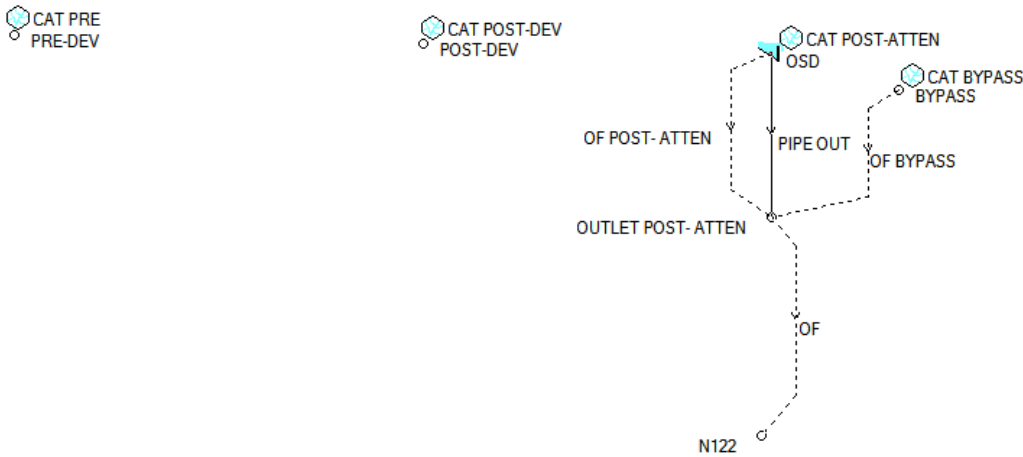 CAT PRE
PRE-DEV
CAT POST-DEV
POST-DEV
CAT POST-ATTEN
OSD
CAT BYPASS
BYPASS
OF POST- ATTEN
PIPE OUT
OF BYPASS
OUTLET POST- ATTEN
OF
N122